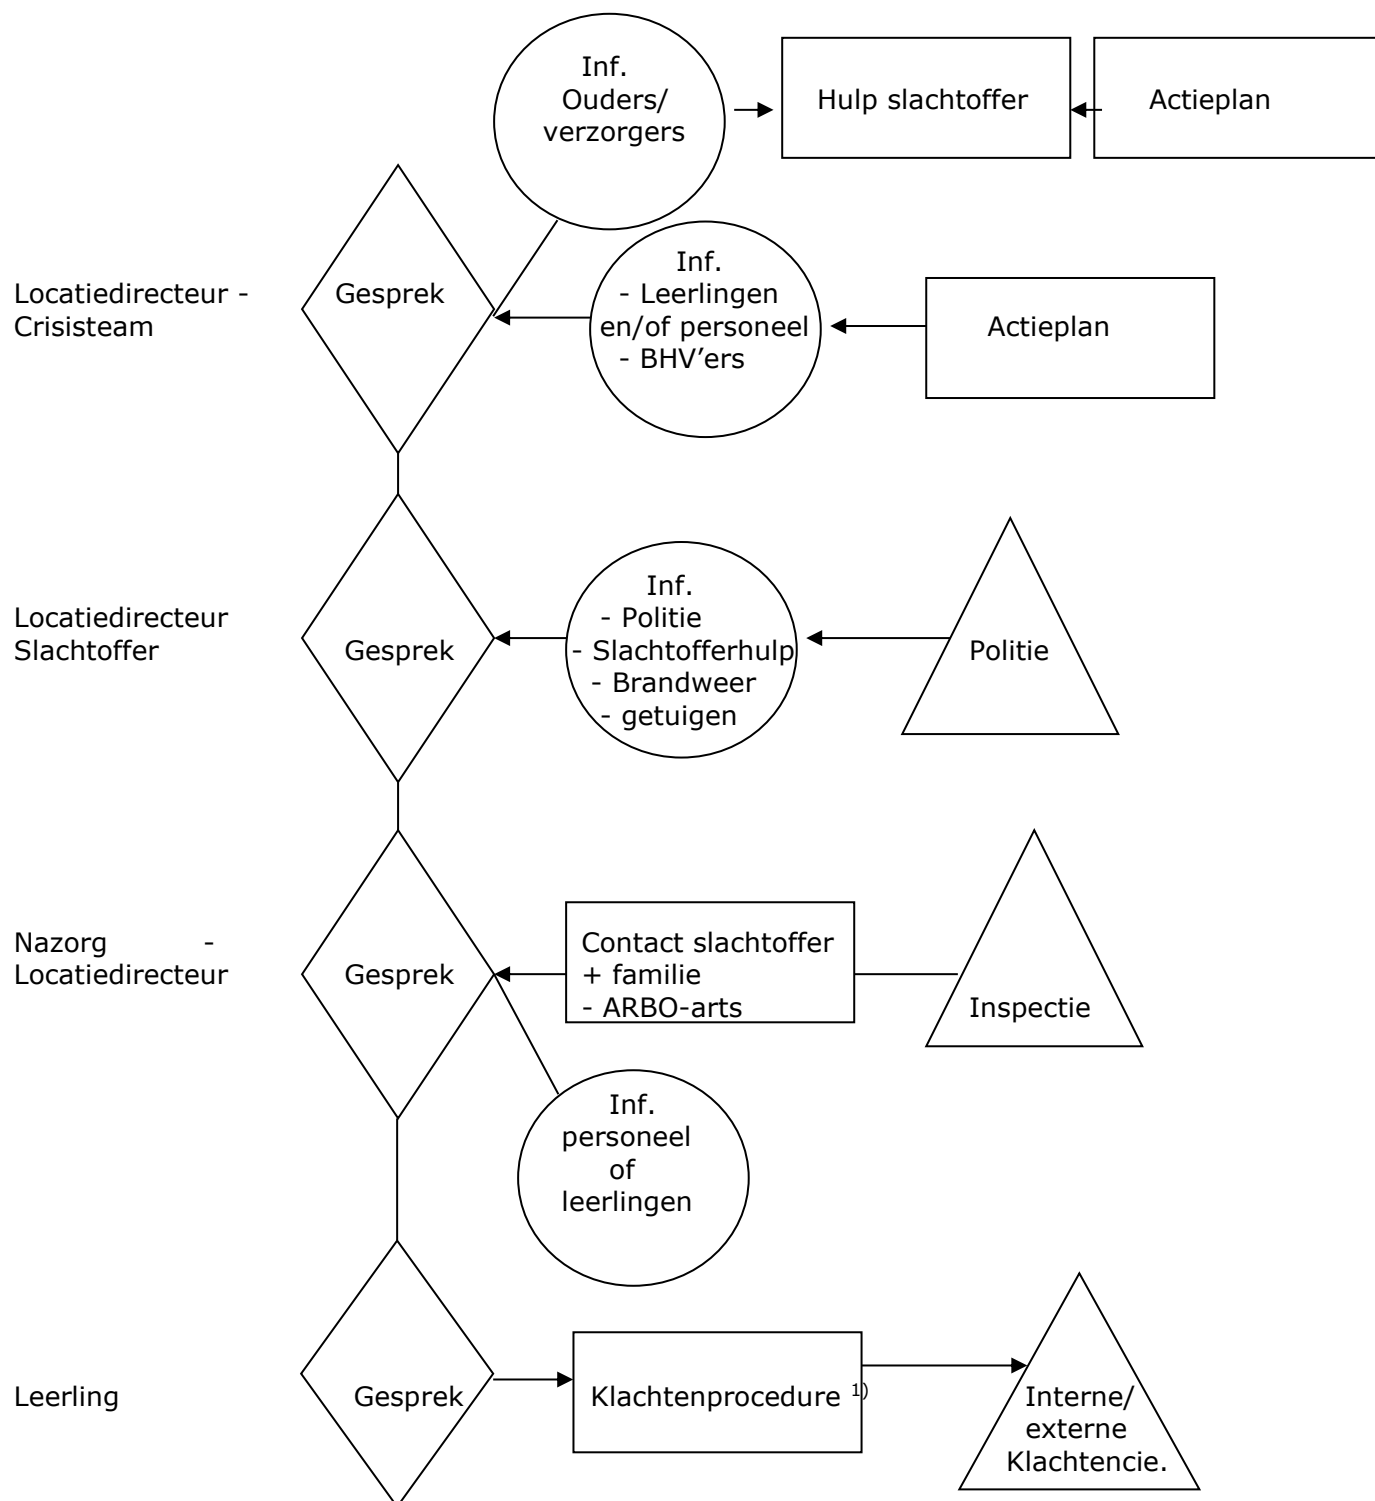 Inf.
Ouders/
verzorgers
Hulp slachtoffer
Actieplan
Locatiedirecteur -
Crisisteam
Gesprek
Inf.
- Leerlingen
en/of personeel
- BHV’ers
Actieplan
Locatiedirecteur
Slachtoffer
Gesprek
Inf.
- Politie
- Slachtofferhulp
- Brandweer
- getuigen
Politie
Nazorg -
Locatiedirecteur
Gesprek
Contact slachtoffer
+ familie
- ARBO-arts
Inspectie
Inf.
personeel
of
leerlingen
Leerling
Gesprek
Klachtenprocedure 1)
Interne/
externe
Klachtencie.